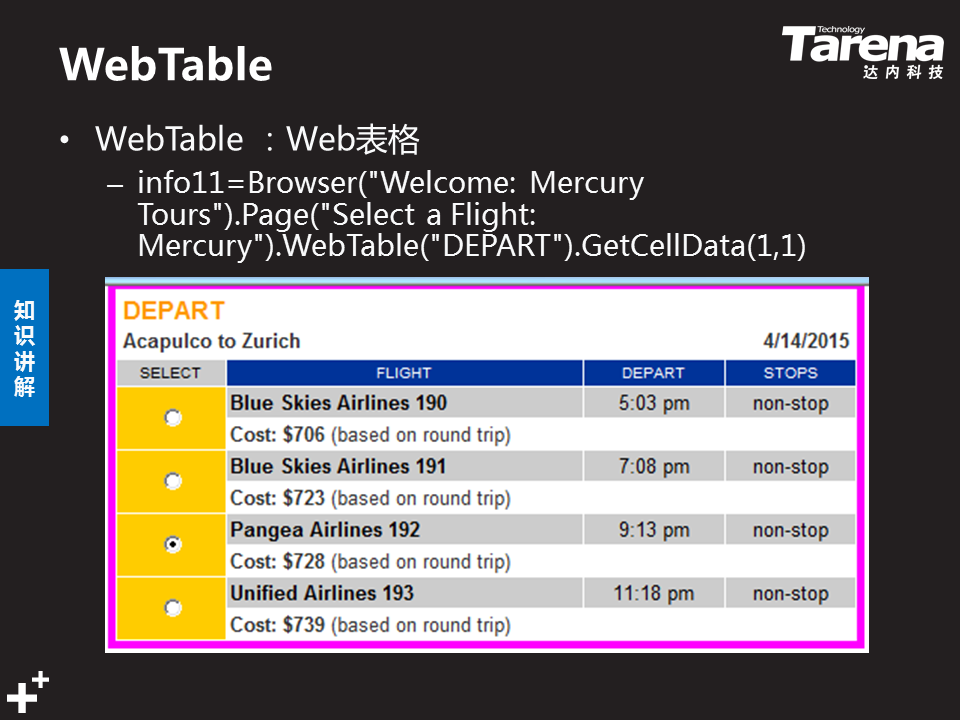 WebTable
Technology
Tarena
达内科技
• WebTable ：Web表格
– info11=Browser("Welcome: Mercury
Tours").Page("Select a Flight:
Mercury").WebTable("DEPART").GetCellData(1,1)
知
识
讲
解
DEPART
Acapulco to Zurich 4/14/2015
SELECT FLIGHT DEPART STOPS
Blue Skies Airlines 190 5:03 pm non-stop
Cost: $706 (based on round trip)
Blue Skies Airlines 191 7:08 pm non-stop
Cost: $723 (based on round trip)
Pangea Airlines 192 9:13 pm non-stop
Cost: $728 (based on round trip)
Unified Airlines 193 11:18 pm non-stop
Cost: $739 (based on round trip)